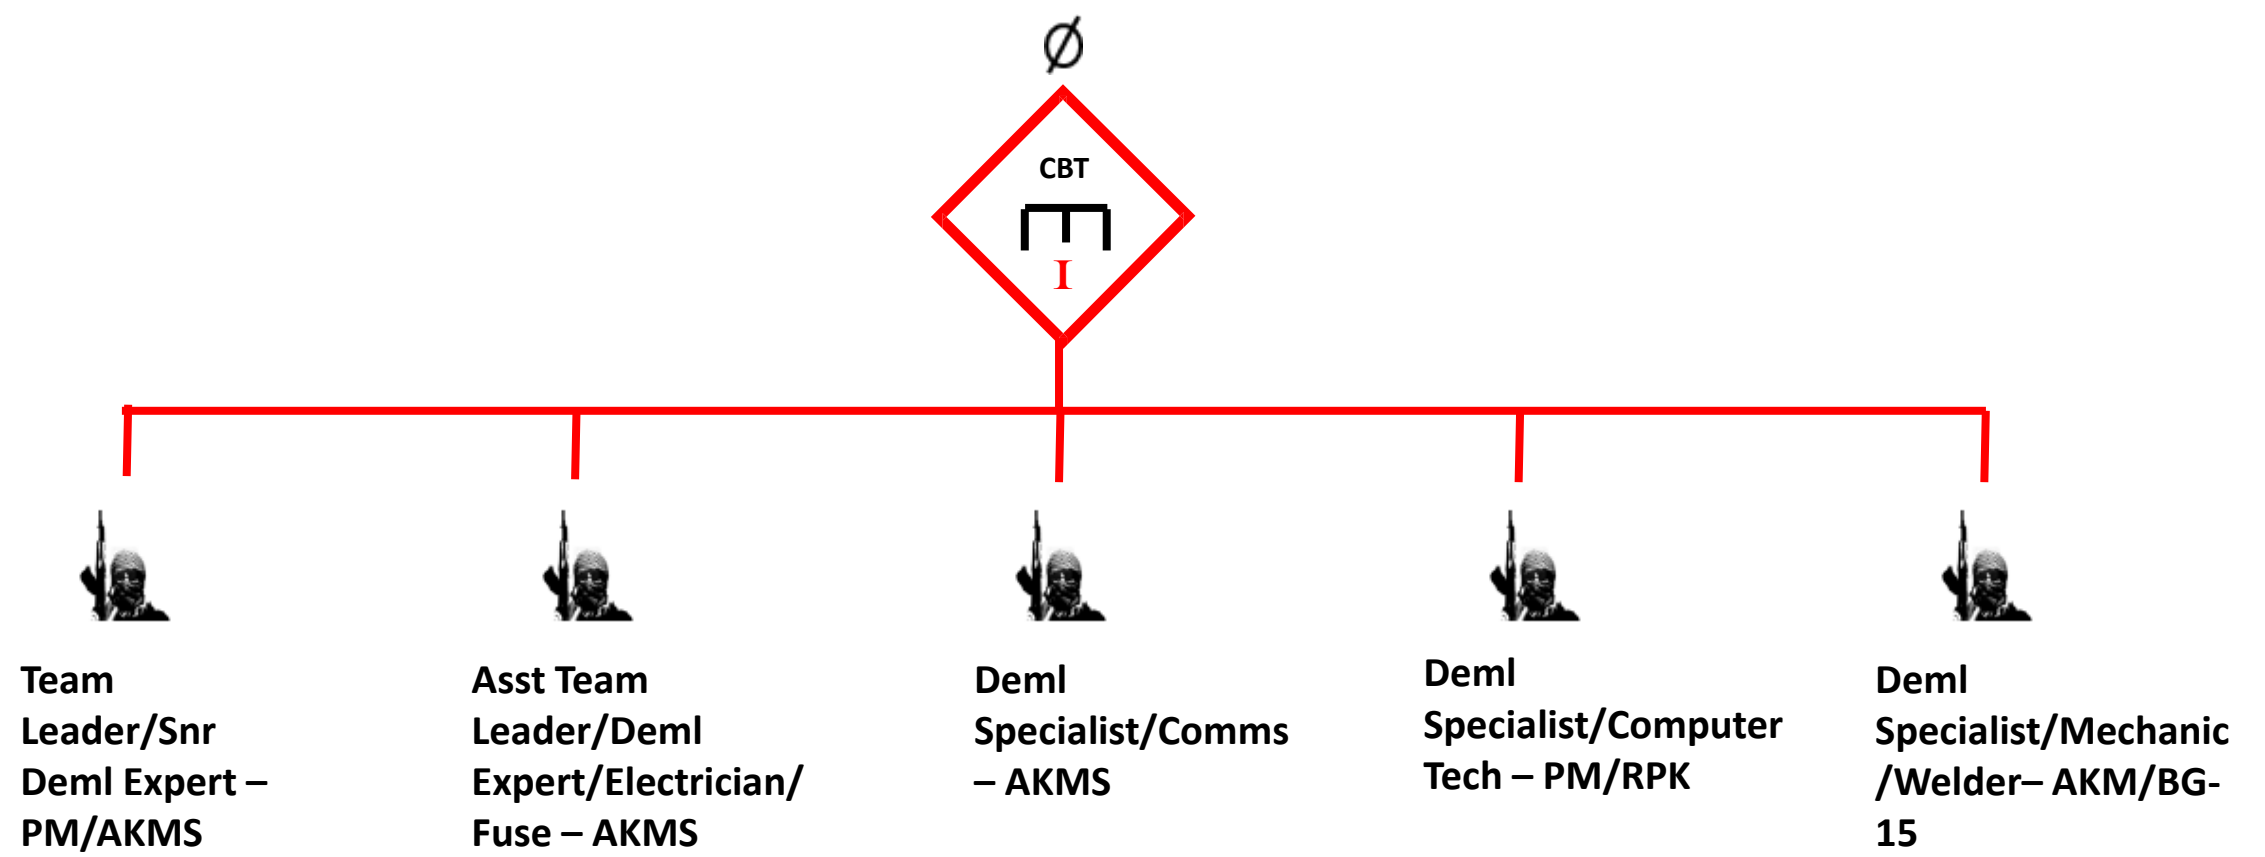 Ø
CBT
I
Team
Leader/Snr
Deml Expert –
PM/AKMS
Asst Team
Leader/Deml
Expert/Electrician/
Fuse – AKMS
Deml
Specialist/Comms
– AKMS
Deml
Specialist/Computer
Tech – PM/RPK
Deml
Specialist/Mechanic
/Welder– AKM/BG-
15